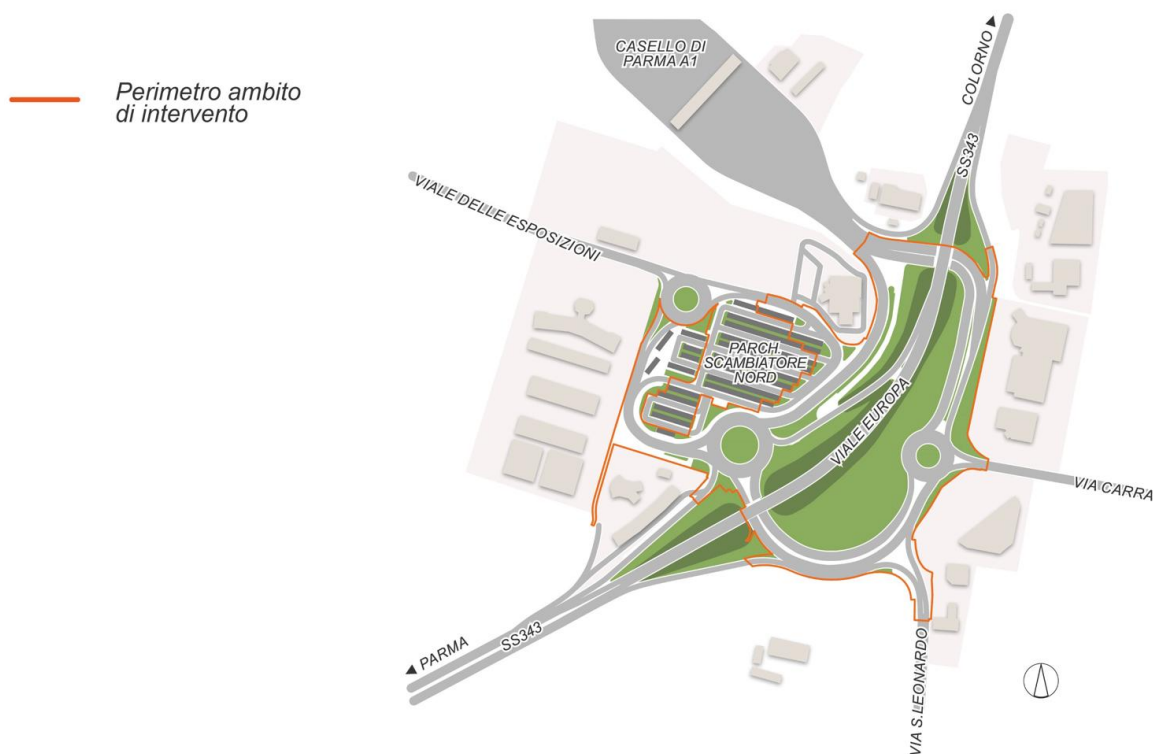 Perimetro ambito
di intervento
CASELLO DI
PARMA A1
COLORNO
SS343
VIALE DELLE ESPOSIZIONI
PARCH.
SCAMBIATORE
NORD
VIALE EUROPA
VIA CARRA
PARMA
SS343
VIA S.LEONARDO